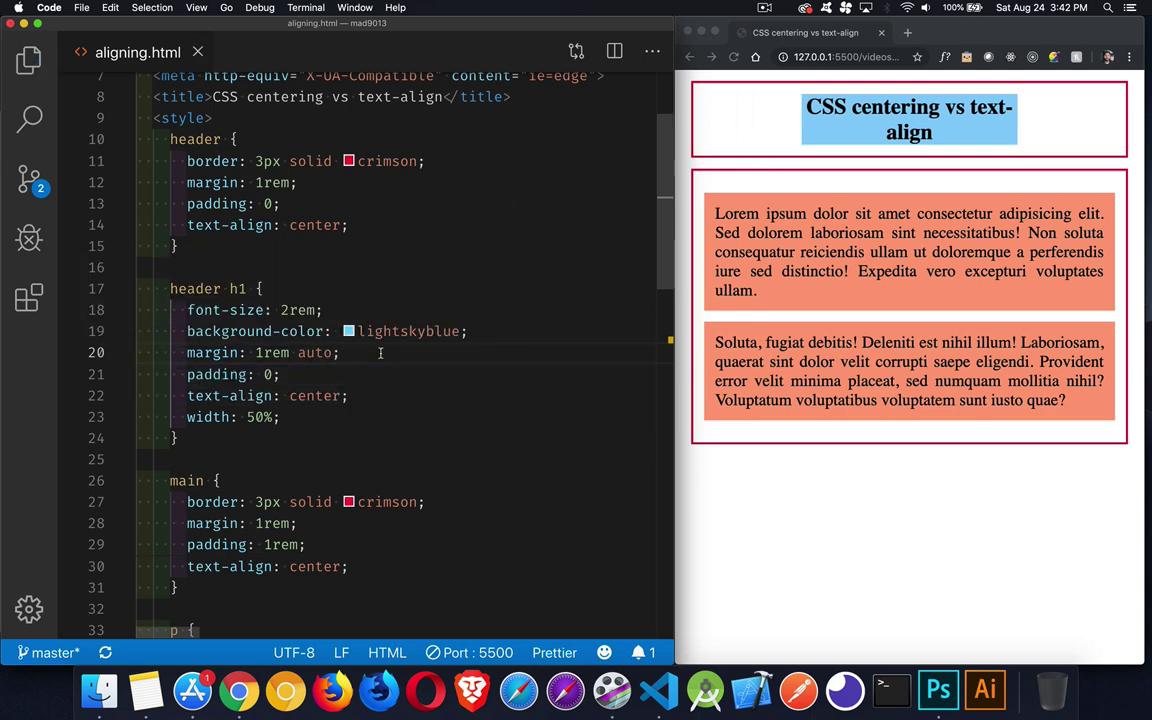 Code File Edit Selection View Go Debug Terminal Window Help 100% Sat Aug 24 3:42 PM
aligning.html — mad9013
<> aligning.html
7 <meta http-equiv="X-UA-Compatible" content="ie=edge">
8 <title>CSS centering vs text-align</title>
9 <style>
10 header {
11 border: 3px solid crimson;
12 margin: 1rem;
13 padding: 0;
14 text-align: center;
15 }
16
17 header h1 {
18 font-size: 2rem;
19 background-color: lightskyblue;
20 margin: 1rem auto;
21 padding: 0;
22 text-align: center;
23 width: 50%;
24 }
25
26 main {
27 border: 3px solid crimson;
28 margin: 1rem;
29 padding: 1rem;
30 text-align: center;
31 }
32
33 p {
2
master* UTF-8 LF HTML Port : 5500 Prettier 1
CSS centering vs text-align
127.0.0.1:5500/videos...
CSS centering vs text-
align
Lorem ipsum dolor sit amet consectetur adipisicing elit.
Sed dolorem laboriosam sint necessitatibus! Non soluta
consequatur reiciendis ullam ut doloremque a perferendis
iure sed distinctio! Expedita vero excepturi voluptates
ullam.
Soluta, fugiat debitis! Deleniti est nihil illum! Laboriosam,
quaerat sint dolor velit corrupti saepe eligendi. Provident
error velit minima placeat, sed numquam mollitia nihil?
Voluptatum voluptatibus voluptatem sunt iusto quae?
1
Ps
Ai